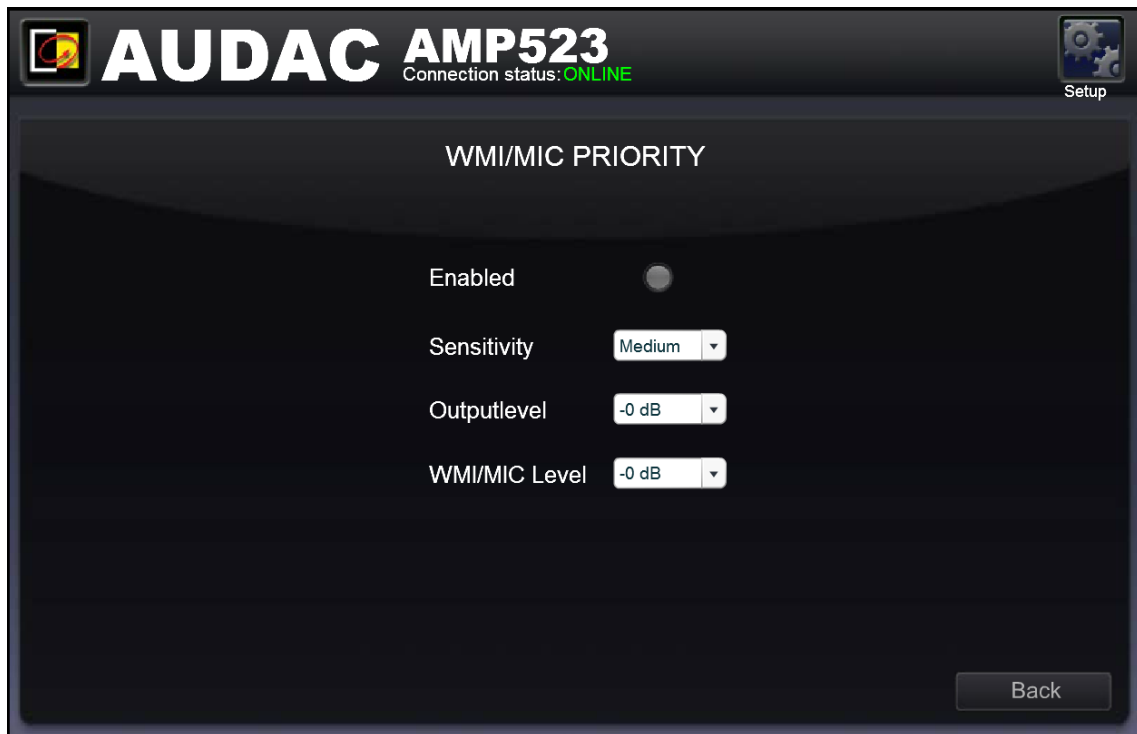 AUDAC AMP523
Connection status:ONLINE
Setup
WMI/MIC PRIORITY
Enabled
Sensitivity Medium
Outputlevel -0 dB
WMI/MIC Level -0 dB
Back